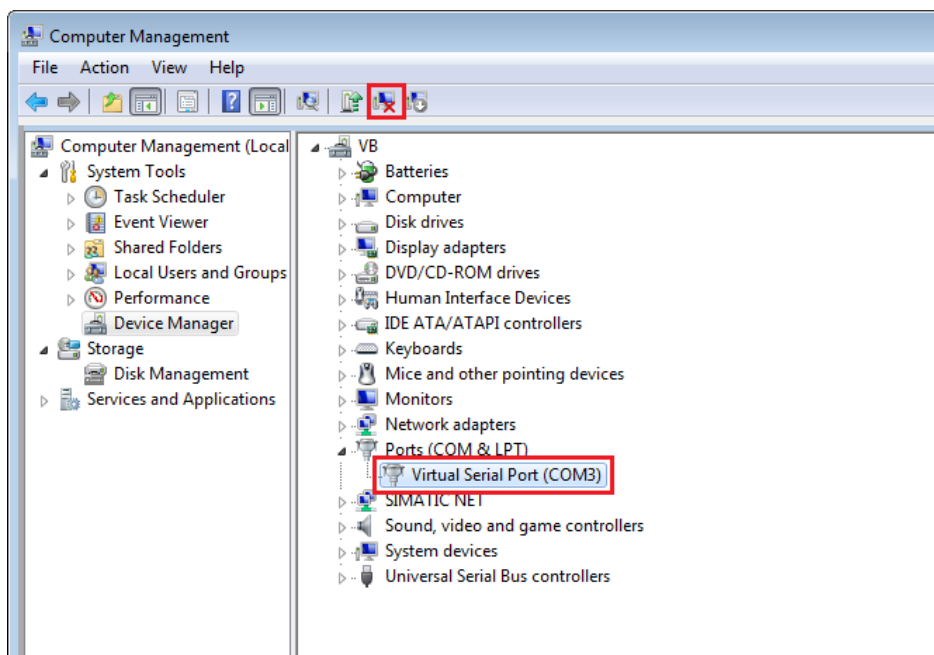 Computer Management
File Action View Help
Computer Management (Local
System Tools
Task Scheduler
Event Viewer
Shared Folders
Local Users and Groups
Performance
Device Manager
Storage
Disk Management
Services and Applications
VB
Batteries
Computer
Disk drives
Display adapters
DVD/CD-ROM drives
Human Interface Devices
IDE ATA/ATAPI controllers
Keyboards
Mice and other pointing devices
Monitors
Network adapters
Ports (COM & LPT)
Virtual Serial Port (COM3)
SIMATIC NET
Sound, video and game controllers
System devices
Universal Serial Bus controllers